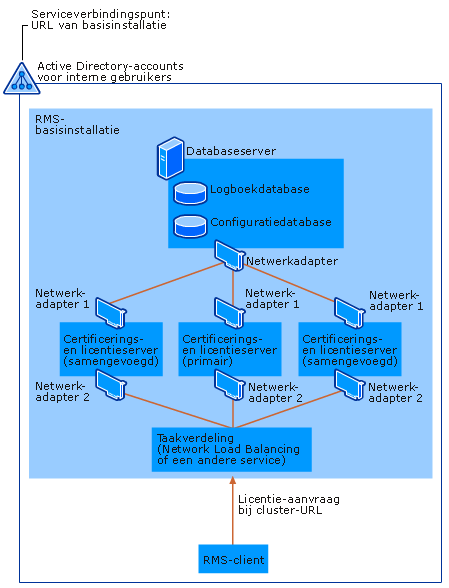 Serviceverbindingspunt:
URL van basisinstallatie
Active Directory-accounts
voor interne gebruikers
RMS-
basisinstallatie
Databaseserver
Logboekdatabase
Configuratiedatabase
Netwerkadapter
Netwerk-
adapter 1
Netwerk-
adapter 1
Netwerk-
adapter 1
Certificerings-
en licentieserver
(samengevoegd)
Certificerings-
en licentieserver
(primair)
Certificerings-
en licentieserver
(samengevoegd)
Netwerk-
adapter 2
Netwerk-
adapter 2
Netwerk-
adapter 2
Taakverdeling
(Network Load Balancing
of een andere service)
Licentie-aanvraag
bij cluster-URL
RMS-client